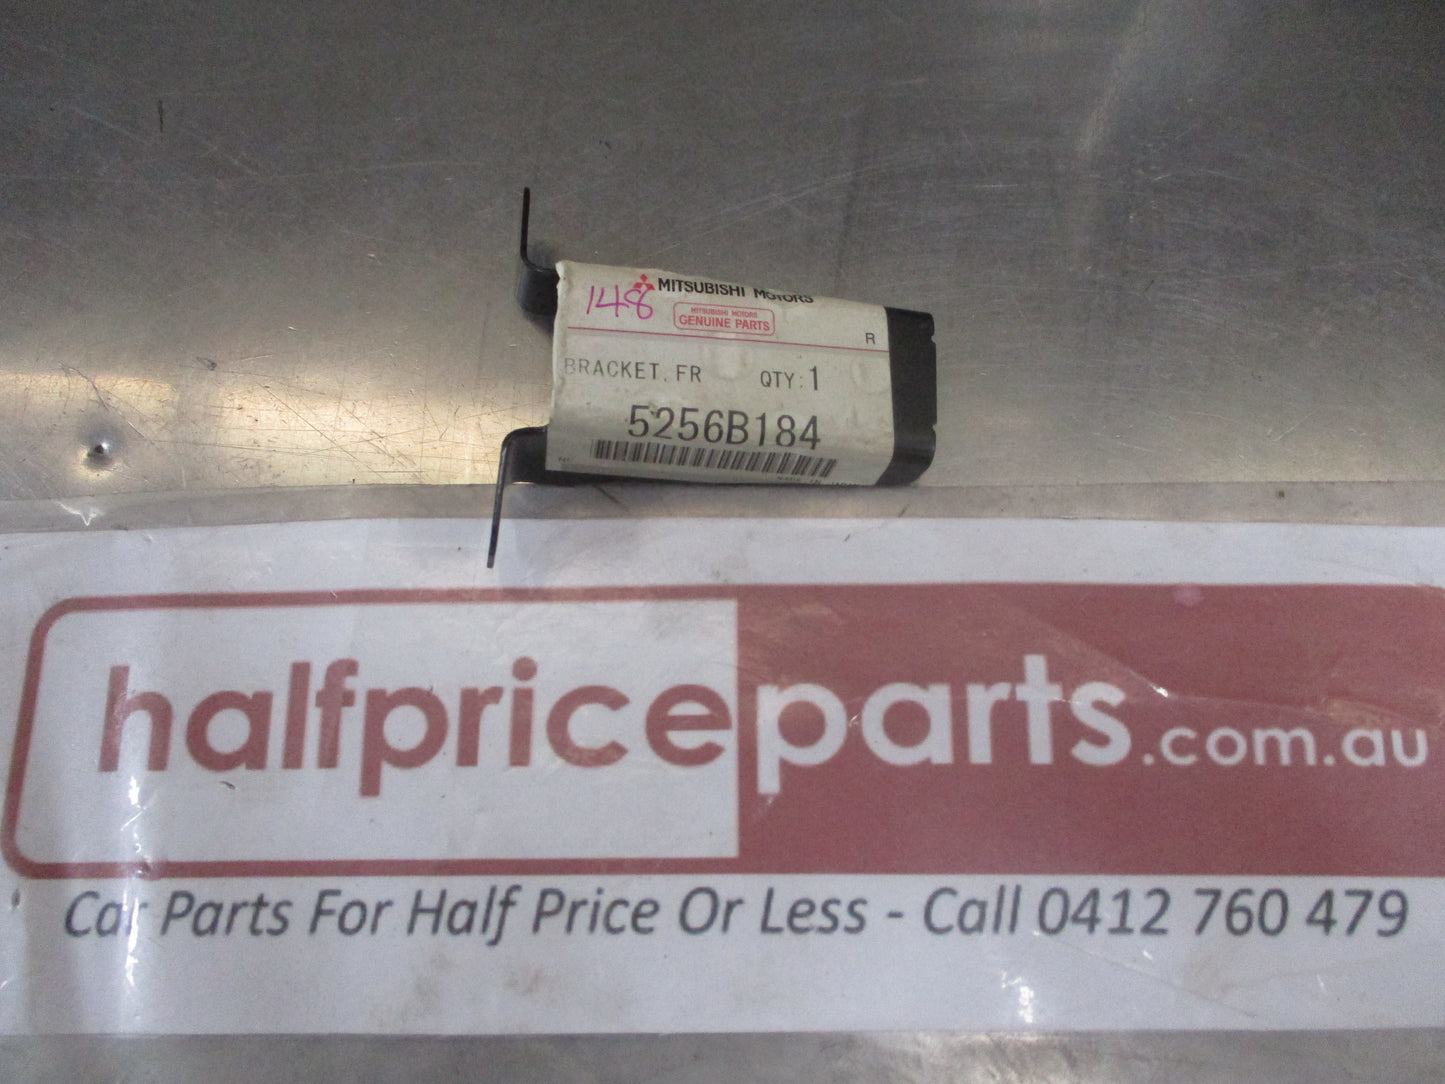 148 MITSUBISHI MOTORS
MITSUBISHI MOTORS
GENUINE PARTS
R
BRACKET, FR QTY:1
5256B184
halfpriceparts.com.au
Car Parts For Half Price Or Less - Call 0412 760 479